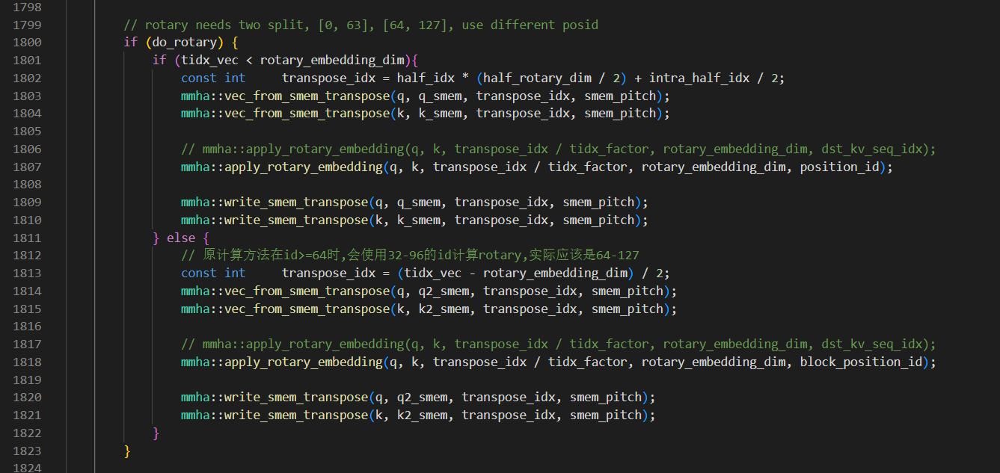 1798
1799 // rotary needs two split, [0, 63], [64, 127], use different posid
1800 if (do_rotary) {
1801 if (tidx_vec < rotary_embedding_dim){
1802 const int transpose_idx = half_idx * (half_rotary_dim / 2) + intra_half_idx / 2;
1803 mmha::vec_from_smem_transpose(q, q_smem, transpose_idx, smem_pitch);
1804 mmha::vec_from_smem_transpose(k, k_smem, transpose_idx, smem_pitch);
1805
1806 // mmha::apply_rotary_embedding(q, k, transpose_idx / tidx_factor, rotary_embedding_dim, dst_kv_seq_idx);
1807 mmha::apply_rotary_embedding(q, k, transpose_idx / tidx_factor, rotary_embedding_dim, position_id);
1808
1809 mmha::write_smem_transpose(q, q_smem, transpose_idx, smem_pitch);
1810 mmha::write_smem_transpose(k, k_smem, transpose_idx, smem_pitch);
1811 } else {
1812 // 原计算方法在id>=64时,会使用32-96的id计算rotary,实际应该是64-127
1813 const int transpose_idx = (tidx_vec - rotary_embedding_dim) / 2;
1814 mmha::vec_from_smem_transpose(q, q2_smem, transpose_idx, smem_pitch);
1815 mmha::vec_from_smem_transpose(k, k2_smem, transpose_idx, smem_pitch);
1816
1817 // mmha::apply_rotary_embedding(q, k, transpose_idx / tidx_factor, rotary_embedding_dim, dst_kv_seq_idx);
1818 mmha::apply_rotary_embedding(q, k, transpose_idx / tidx_factor, rotary_embedding_dim, block_position_id);
1819
1820 mmha::write_smem_transpose(q, q2_smem, transpose_idx, smem_pitch);
1821 mmha::write_smem_transpose(k, k2_smem, transpose_idx, smem_pitch);
1822 }
1823 }
1824